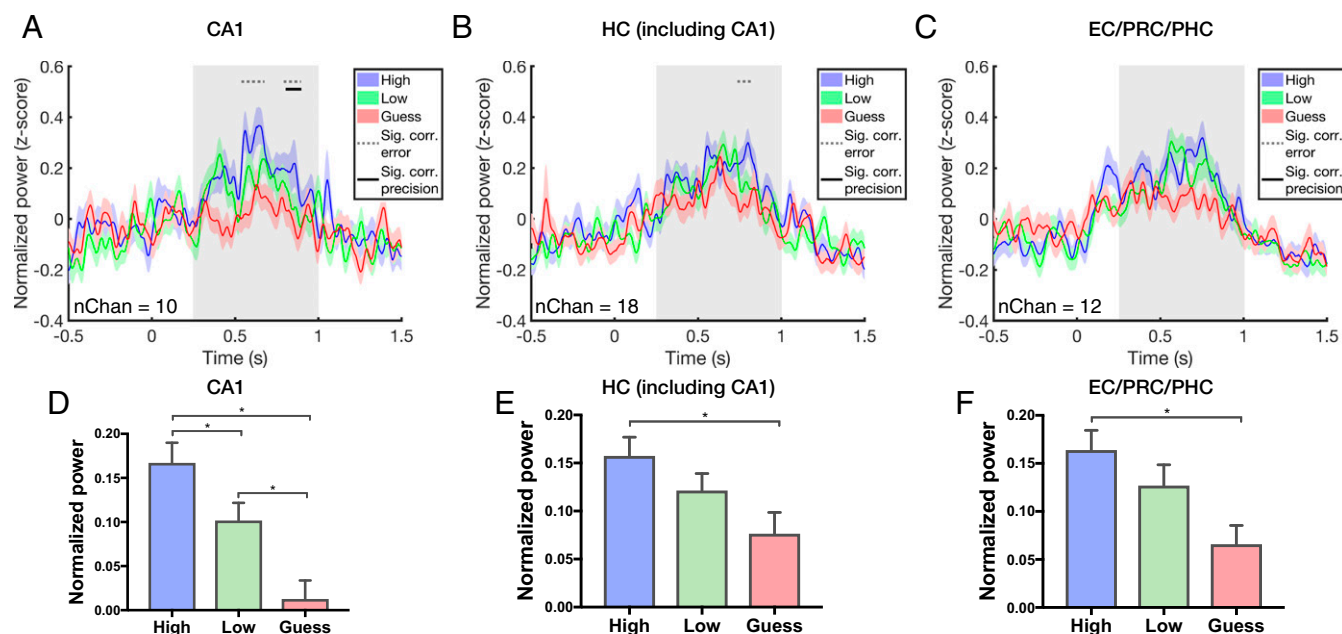 A
CA1
Normalized power (z-score)
0.6
0.4
0.2
0
-0.2
-0.4
High
Low
Guess
Sig. corr.
error
Sig. corr.
precision
nChan = 10
-0.5
0
0.5
1
1.5
Time (s)
B
HC (including CA1)
Normalized power (z-score)
0.6
0.4
0.2
0
-0.2
-0.4
High
Low
Guess
Sig. corr.
error
Sig. corr.
precision
nChan = 18
-0.5
0
0.5
1
1.5
Time (s)
C
EC/PRC/PHC
Normalized power (z-score)
0.6
0.4
0.2
0
-0.2
-0.4
High
Low
Guess
Sig. corr.
error
Sig. corr.
precision
nChan = 12
-0.5
0
0.5
1
1.5
Time (s)
D
CA1
Normalized power
0.20
0.15
0.10
0.05
0.00
*
*
*
High
Low
Guess
E
HC (including CA1)
Normalized power
0.20
0.15
0.10
0.05
0.00
*
High
Low
Guess
F
EC/PRC/PHC
Normalized power
0.20
0.15
0.10
0.05
0.00
*
High
Low
Guess